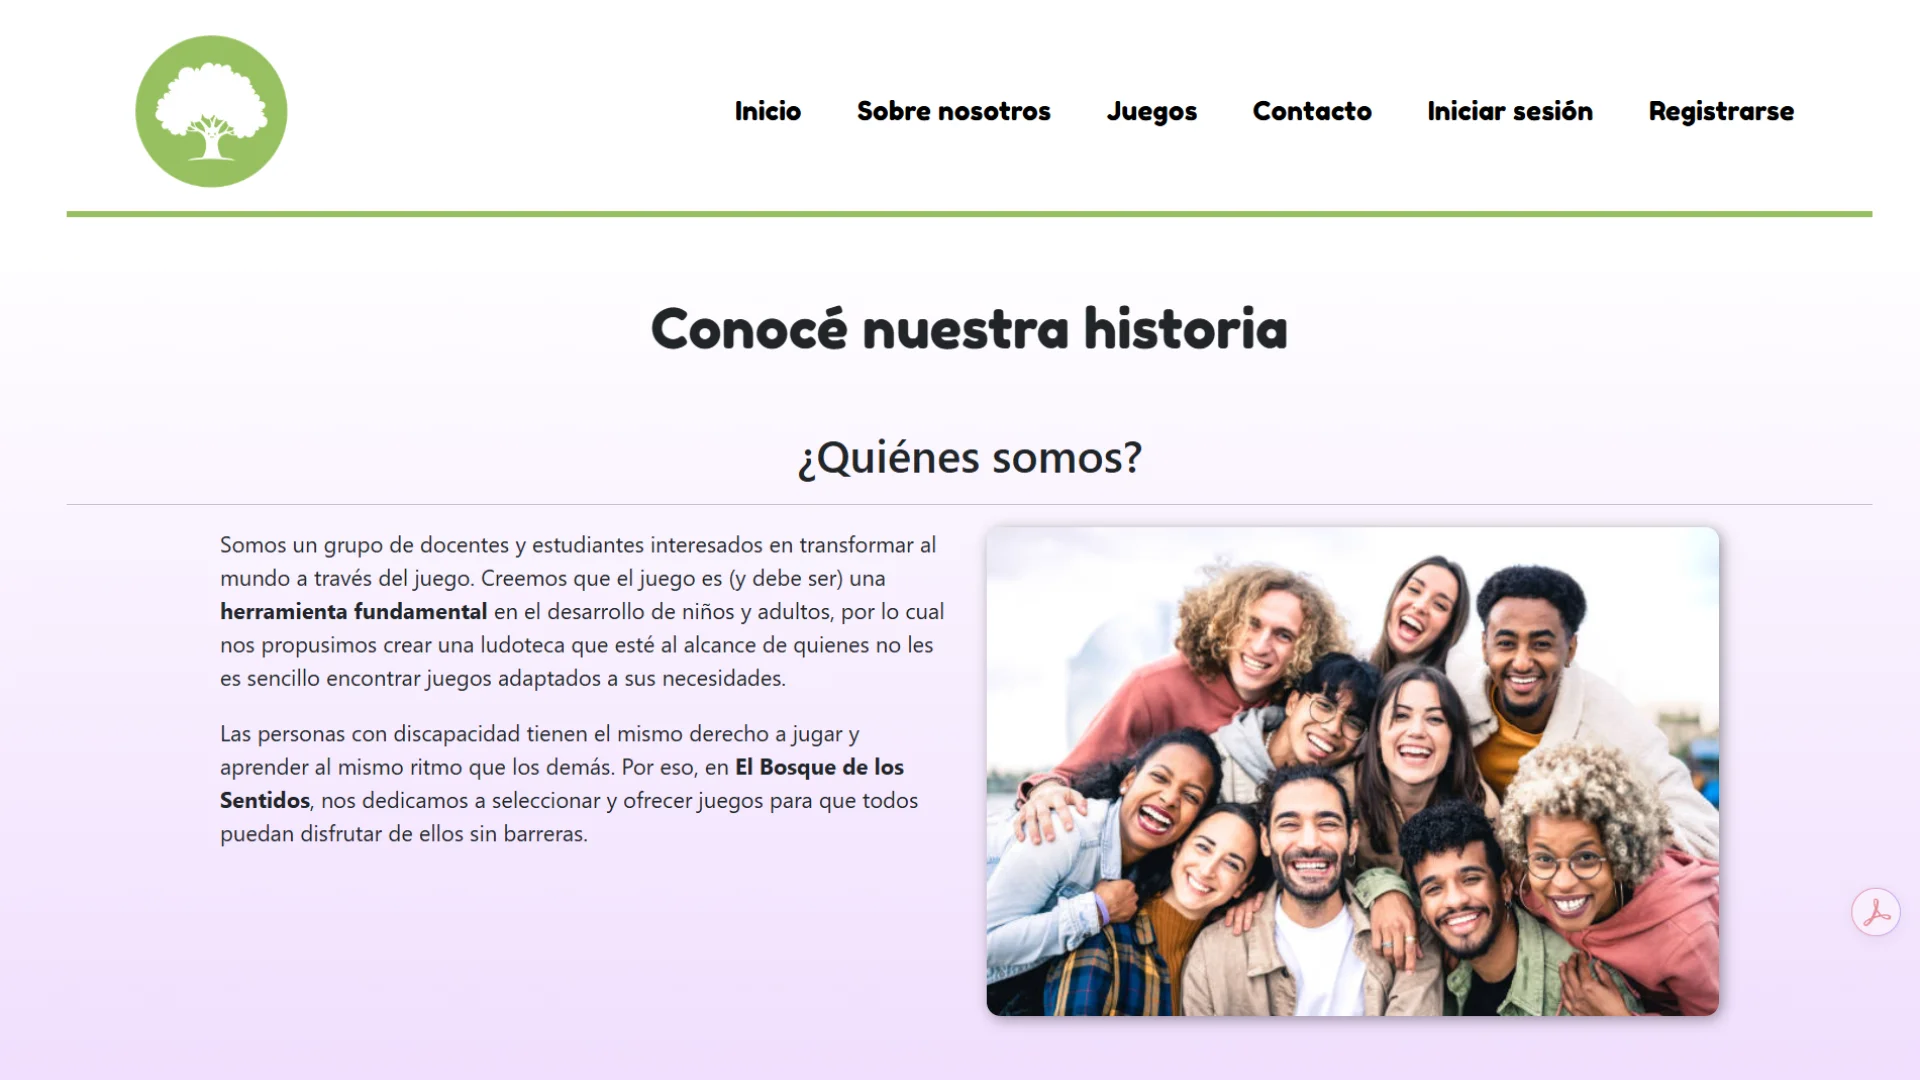 Inicio Sobre nosotros Juegos Contacto Iniciar sesión Registrarse
Conocé nuestra historia
¿Quiénes somos?
Somos un grupo de docentes y estudiantes interesados en transformar al
mundo a través del juego. Creemos que el juego es (y debe ser) una
herramienta fundamental en el desarrollo de niños y adultos, por lo cual
nos propusimos crear una ludoteca que esté al alcance de quienes no les
es sencillo encontrar juegos adaptados a sus necesidades.
Las personas con discapacidad tienen el mismo derecho a jugar y
aprender al mismo ritmo que los demás. Por eso, en El Bosque de los
Sentidos, nos dedicamos a seleccionar y ofrecer juegos para que todos
puedan disfrutar de ellos sin barreras.